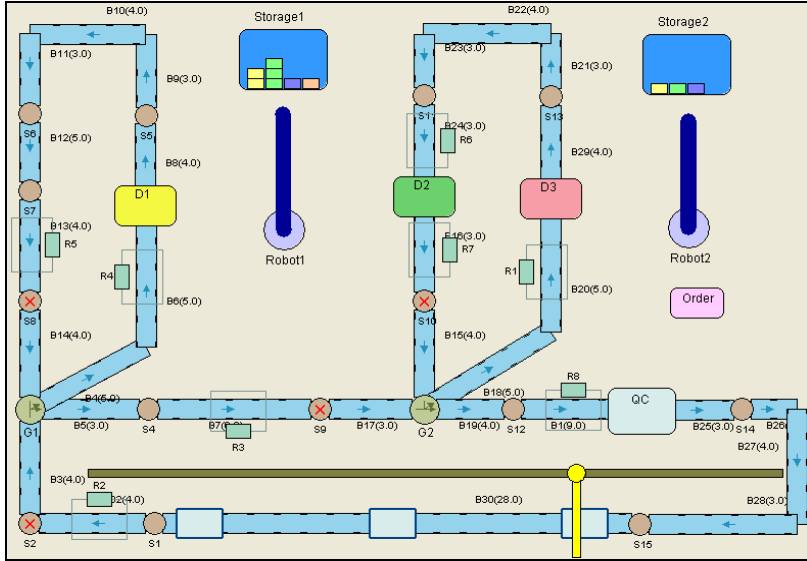 B10(4.0)
B22(4.0)
Storage1
Storage2
B11(3.0)
B23(3.0)
B21(3.0)
B9(3.0)
S6
S5
S13
B12(5.0)
B24(3.0)
R6
B8(4.0)
B29(4.0)
D1
D2
D3
S7
B13(4.0)
R5
R4
R7
R1
Robot1
Robot2
B6(5.0)
B20(5.0)
Order
S8
S10
B14(4.0)
B15(4.0)
R8
B4(5.0)
B18(5.0)
QC
G1
B5(3.0)
S4
R3
S9
B17(3.0)
G2
B19(4.0)
S12
B1(9.0)
B25(3.0)
S14
B27(4.0)
B3(4.0)
R2
B30(28.0)
B28(3.0)
S2
S1
S15